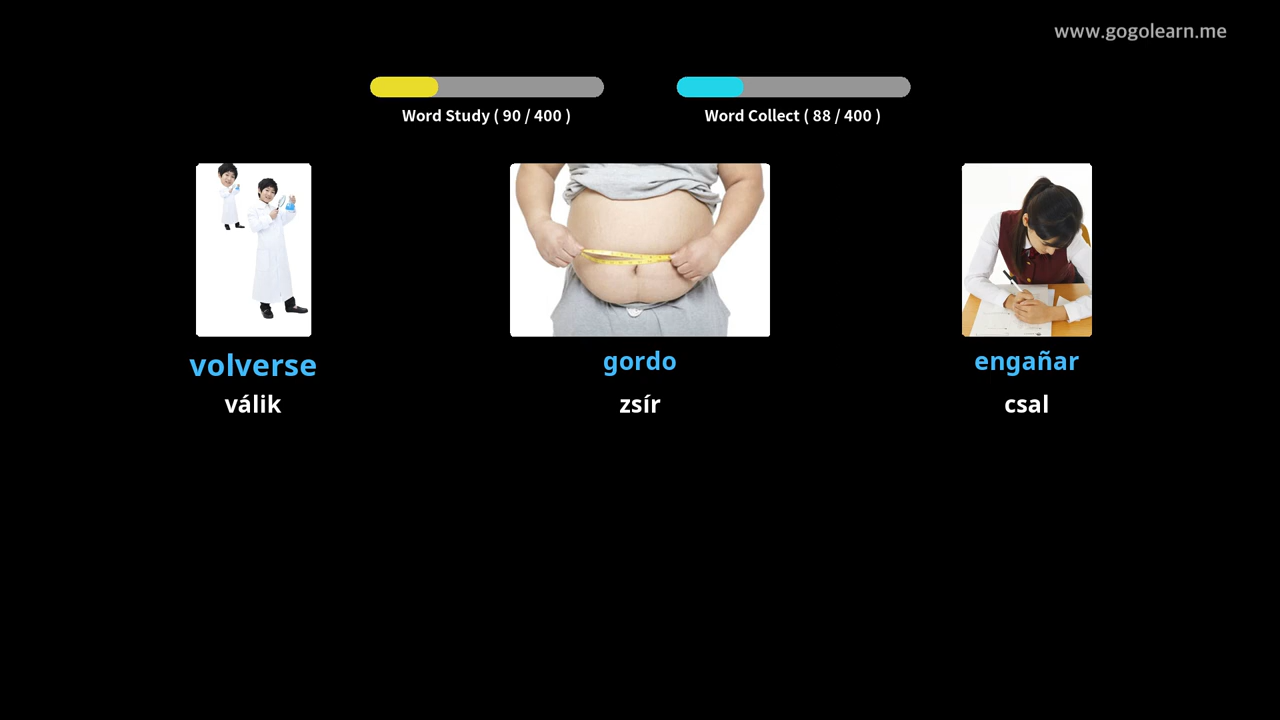 www.gogolearn.me
Word Study ( 90 / 400 )
Word Collect ( 88 / 400 )
volverse
gordo
engañar
válik
zsír
csal